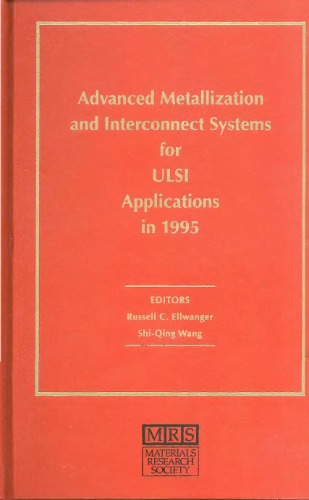 Advanced Metallization
and Interconnect Systems
for
ULSI
Applications
in 1995
EDITORS
Russell C. Ellwanger
Shi-Qing Wang
MRS
MATERIALS
RESEARCH
SOCIETY